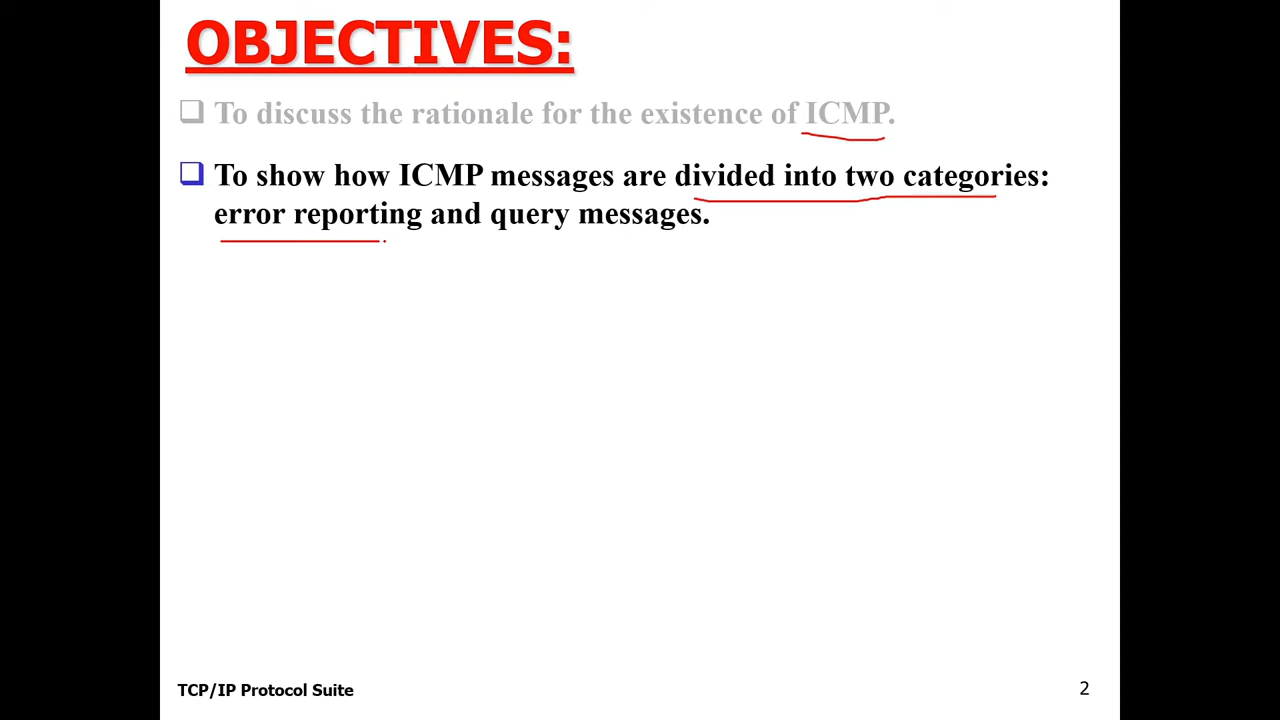 OBJECTIVES:
To discuss the rationale for the existence of ICMP.
To show how ICMP messages are divided into two categories:
error reporting and query messages.
TCP/IP Protocol Suite
2